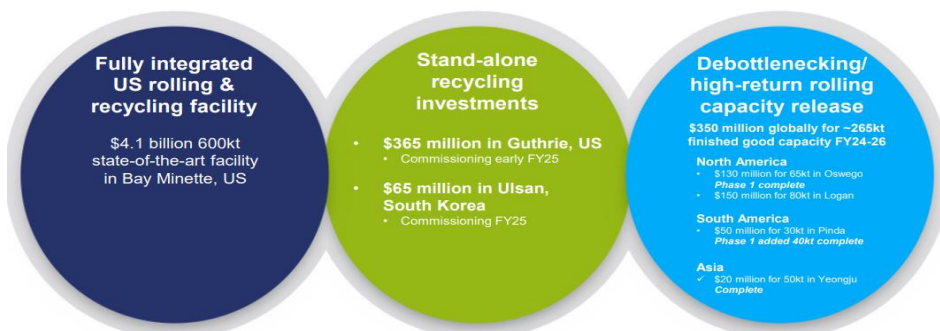 Fully integrated
US rolling &
recycling facility
$4.1 billion 600kt
state-of-the-art facility
in Bay Minette, US
Stand-alone
recycling
investments
• $365 million in Guthrie, US
• Commissioning early FY25
• $65 million in Ulsan,
South Korea
• Commissioning FY25
Debottlenecking/
high-return rolling
capacity release
$350 million globally for ~265kt
finished good capacity FY24-26
North America
• $130 million for 65kt in Oswego
Phase 1 complete
• $150 million for 80kt in Logan
South America
• $50 million for 30kt in Pinda
Phase 1 added 40kt complete
Asia
✓ $20 million for 50kt in Yeongju
Complete